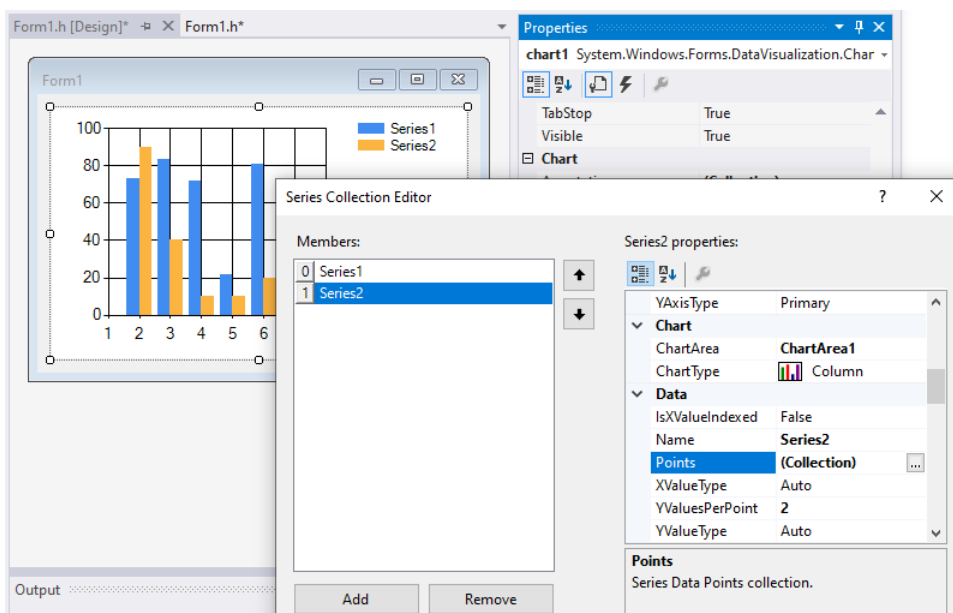 Form1.h [Design]* Form1.h*
Form1
100
80
60
40
20
0
1 2 3 4 5 6
Series1
Series2
Properties
chart1 System.Windows.Forms.DataVisualization.Char
TabStop True
Visible True
Chart
Series Collection Editor
?
Members:
0 Series1
1 Series2
Add Remove
Series2 properties:
YAxisType Primary
Chart
ChartArea ChartArea1
ChartType Column
Data
IsXValueIndexed False
Name Series2
Points (Collection) ...
XValueType Auto
YValuesPerPoint 2
YValueType Auto
Points
Series Data Points collection.
Output